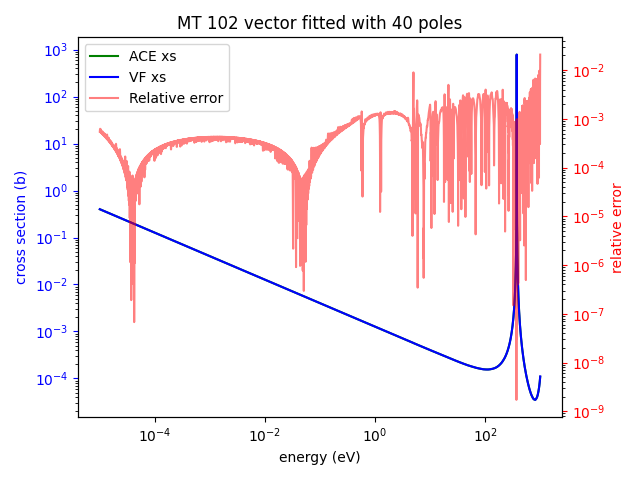 MT 102 vector fitted with 40 poles
ACE xs
VF xs
Relative error
cross section (b)
10³
10²
10¹
10⁰
10⁻¹
10⁻²
10⁻³
10⁻⁴
10⁻²
10⁻³
10⁻⁴
10⁻⁵
10⁻⁶
10⁻⁷
10⁻⁸
10⁻⁹
relative error
10⁻⁴ 10⁻² 10⁰ 10²
energy (eV)